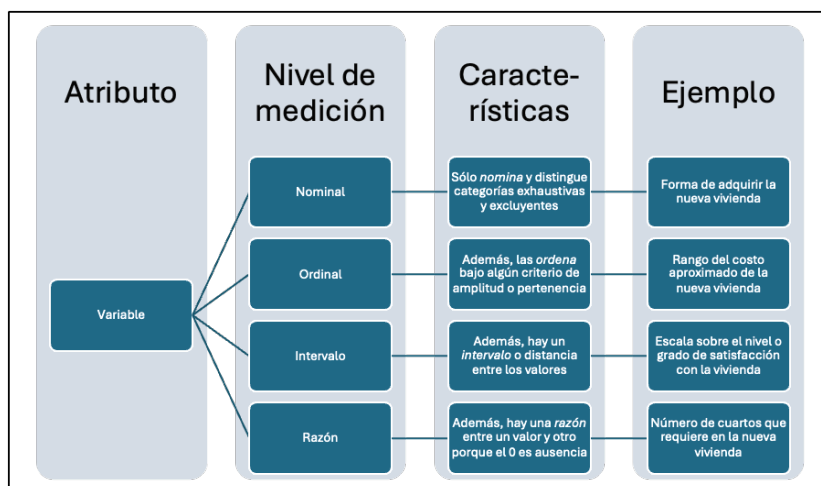 Atributo
Nivel de
medición
Caracte-
rísticas
Ejemplo
Variable
Nominal
Sólo nomina y distingue
categorías exhaustivas
y excluyentes
Forma de adquirir la
nueva vivienda
Ordinal
Además, las ordena
bajo algún criterio de
amplitud o pertenencia
Rango del costo
aproximado de la
nueva vivienda
Intervalo
Además, hay un
intervalo o distancia
entre los valores
Escala sobre el nivel o
grado de satisfacción
con la vivienda
Razón
Además, hay una razón
entre un valor y otro
porque el 0 es ausencia
Número de cuartos que
requiere en la nueva
vivienda